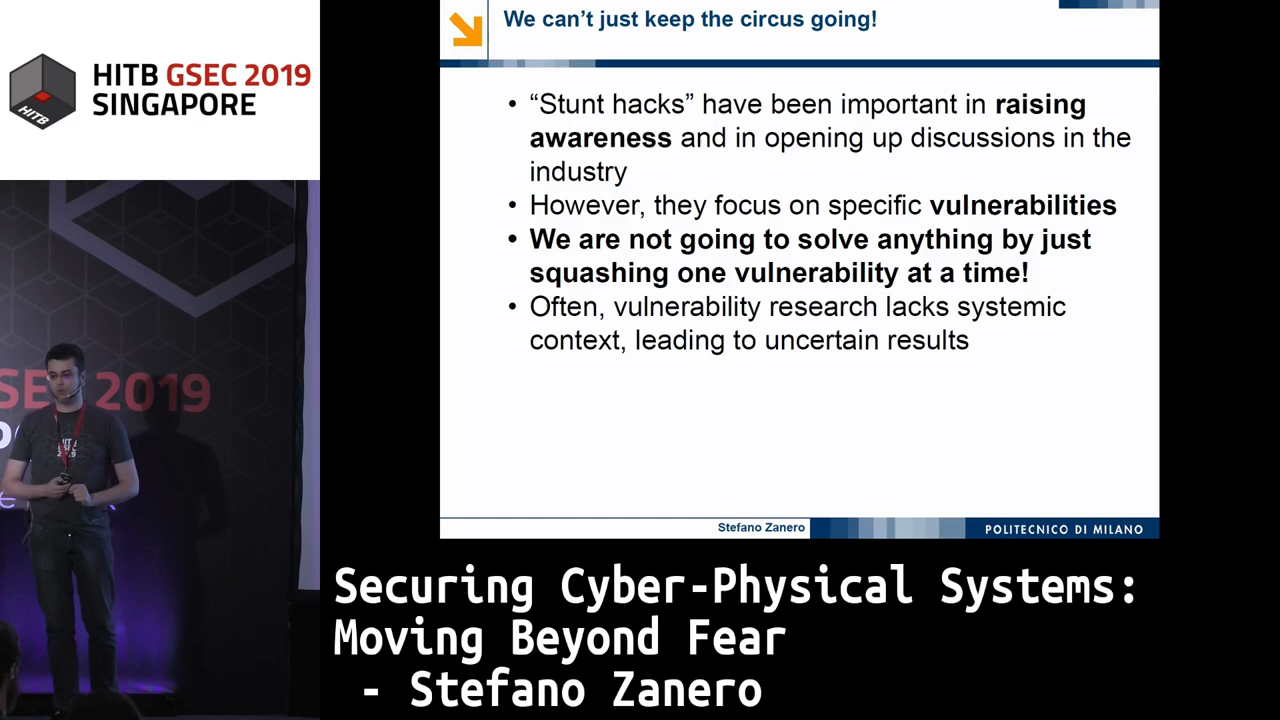 HITB GSEC 2019
SINGAPORE
HITB
We can’t just keep the circus going!
• “Stunt hacks” have been important in raising
awareness and in opening up discussions in the
industry
• However, they focus on specific vulnerabilities
• We are not going to solve anything by just
squashing one vulnerability at a time!
• Often, vulnerability research lacks systemic
context, leading to uncertain results
Stefano Zanero
POLITECNICO DI MILANO
2019
Securing Cyber-Physical Systems:
Moving Beyond Fear
- Stefano Zanero